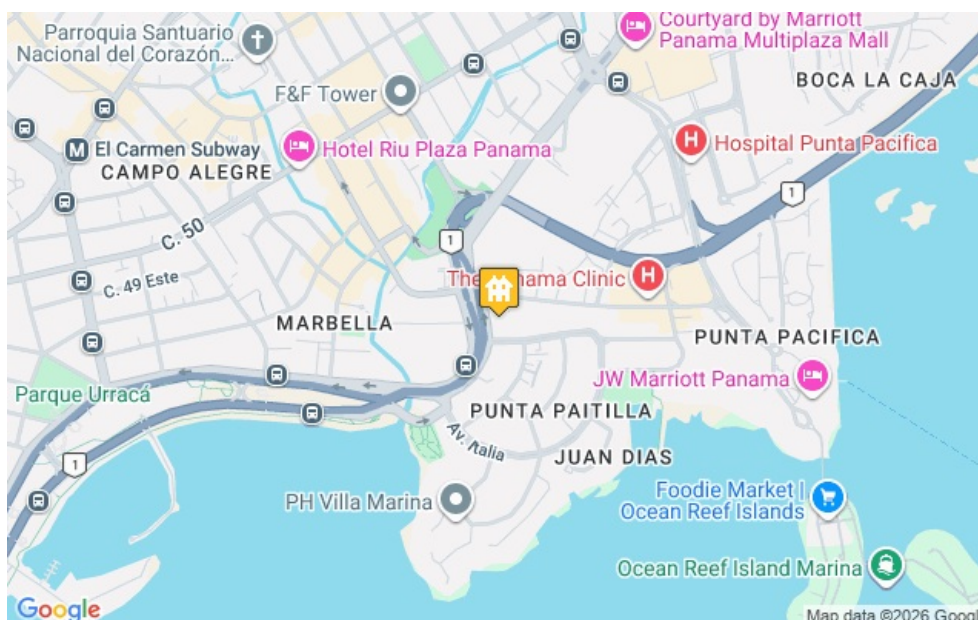 Parroquia Santuario
Nacional del Corazón...
Courtyard by Marriott
Panama Multiplaza Mall
BOCA LA CAJA
F&F Tower
El Carmen Subway
M
CAMPO ALEGRE
Hotel Riu Plaza Panama
H
Hospital Punta Pacifica
1
C. 50
1
C. 49 Este
The
nama Clinic
H
MARBELLA
PUNTA PACIFICA
Parque Urracá
JW Marriott Panama
PUNTA PAITILLA
Av. Italia
JUAN DIAS
1
PH Villa Marina
Foodie Market |
Ocean Reef Islands
Ocean Reef Island Marina
Google
Map data ©2026 Googl